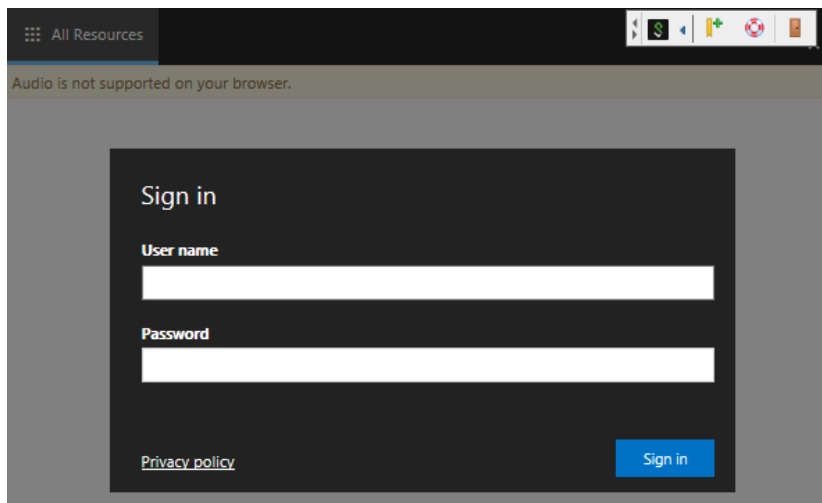 All Resources
Audio is not supported on your browser.
Sign in
User name
Password
Privacy policy
Sign in